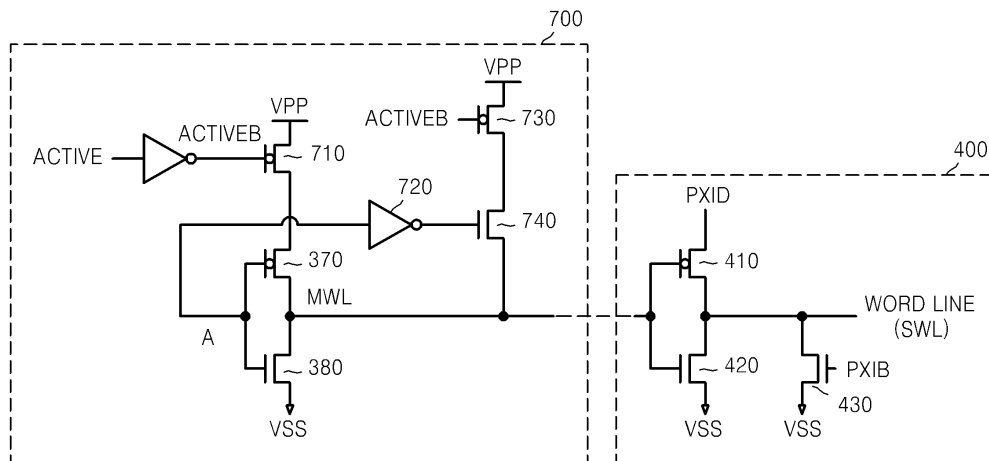 700
VPP
VPP
ACTIVEB
730
ACTIVEB
ACTIVE
710
400
720
PXID
740
370
410
MWL
WORD LINE
(SWL)
A
380
420
PXIB
430
VSS
VSS
VSS